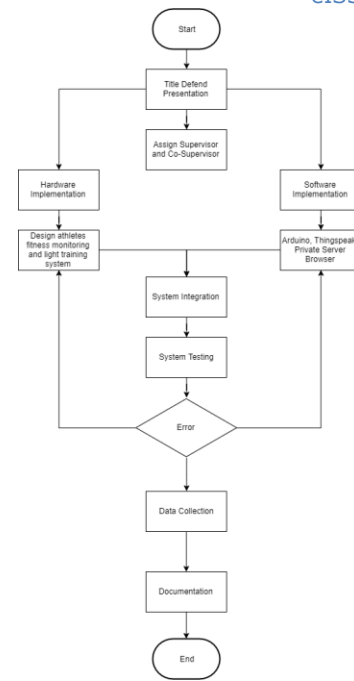 Start
Title Defend
Presentation
Assign Supervisor
and Co-Supervisor
Hardware
Implementation
Software
Implementation
Design athletes
fitness monitoring
and light training
system
Arduino, Thingspeak
Private Server
Browser
System Integration
System Testing
Error
Data Collection
Documentation
End